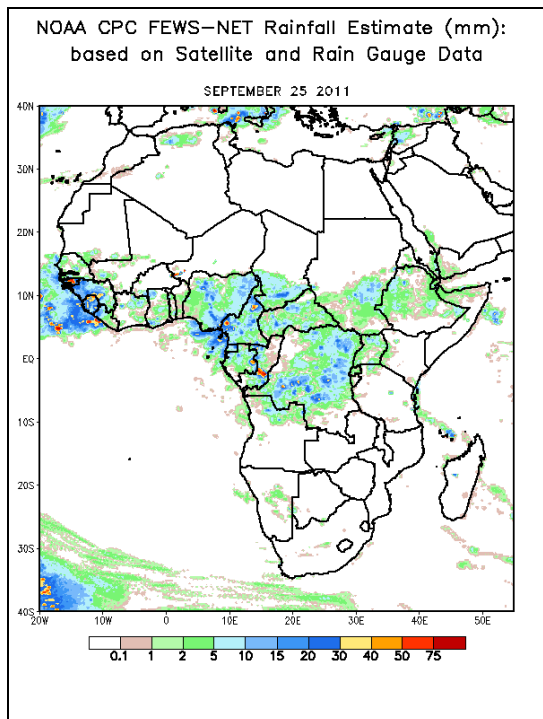 NOAA CPC FEWS-NET Rainfall Estimate (mm):
based on Satellite and Rain Gauge Data
SEPTEMBER 25 2011
40N
30N
20N
10N
EQ
10S
20S
30S
40S
20W 10W 0 10E 20E 30E 40E 50E
0.1 1 2 5 10 15 20 30 40 50 75